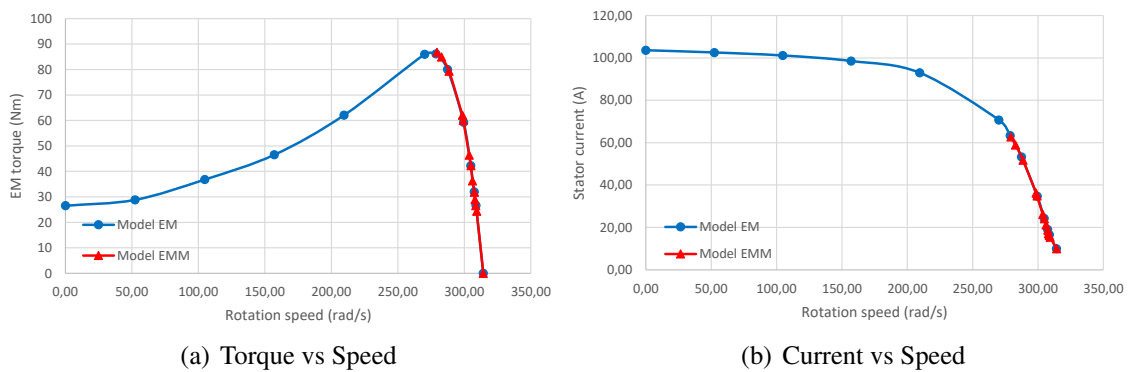 100
90
80
70
60
50
40
30
20
10
0
EM torque (Nm)
Model EM
Model EMM
0,00 50,00 100,00 150,00 200,00 250,00 300,00 350,00
Rotation speed (rad/s)
(a) Torque vs Speed
120,00
100,00
80,00
60,00
40,00
20,00
0,00
Stator current (A)
Model EM
Model EMM
0,00 50,00 100,00 150,00 200,00 250,00 300,00 350,00
Rotation speed (rad/s)
(b) Current vs Speed